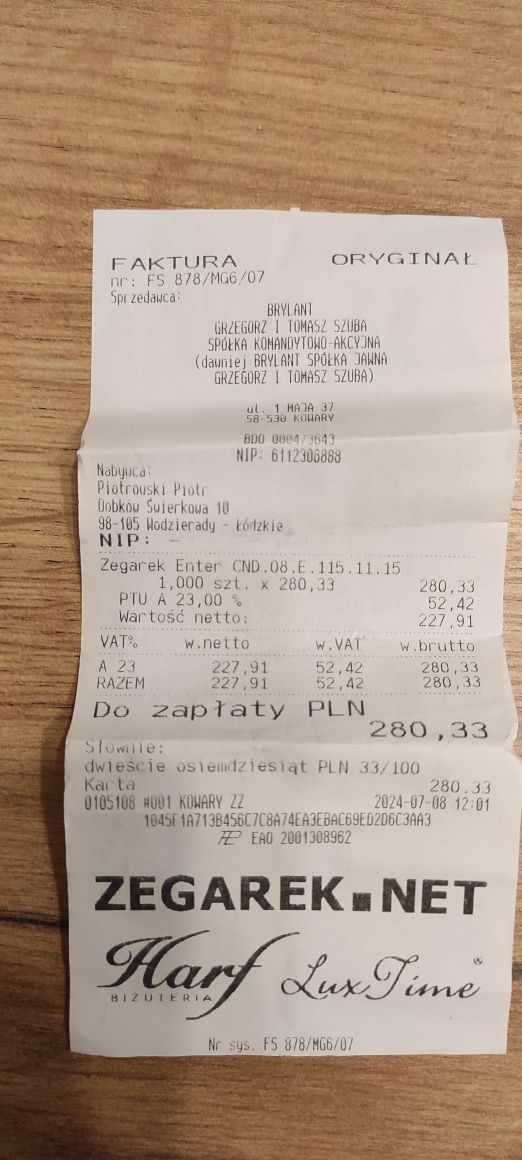 FAKTURA ORYGINAŁ
nr: FS 878/MG6/07
Sprzedawca:
BRYLANT
GRZEGORZ I TOMASZ SZUBA
SPÓŁKA KOMANDYTOWO-AKCYJNA
(dawniej BRYLANT SPÓŁKA JAWNA
GRZEGORZ I TOMASZ SZUBA)
ul. 1 MAJA 37
58-530 KOWARY
BDO
NIP: 6112306888
Nabywca:
Piotrowski Piotr
Dobków Świerkowa 10
98-105 Wodzierady - Łódzkie
NIP: -
Zegarek Enter CND.08.E.115.11.15
1,000 szt. x 280,33 280,33
PTU A 23,00 % 52,42
Wartość netto: 227,91
VAT% w.netto w.VAT w.brutto
A 23 227,91 52,42 280,33
RAZEM 227,91 52,42 280,33
Do zapłaty PLN
280,33
Słownie:
dwieście osiemdziesiąt PLN 33/100
Karta 280.33
0105108 #001 KOWARY ZZ 2024-07-08 12:01
1045F1A713B456C7C8A74EA3EBAC69ED2D6C3AA3
EAO 2001308962
ZEGAREK.NET
Harf LuxTime®
BIŻUTERIA
Nr sys. FS 878/MG6/07